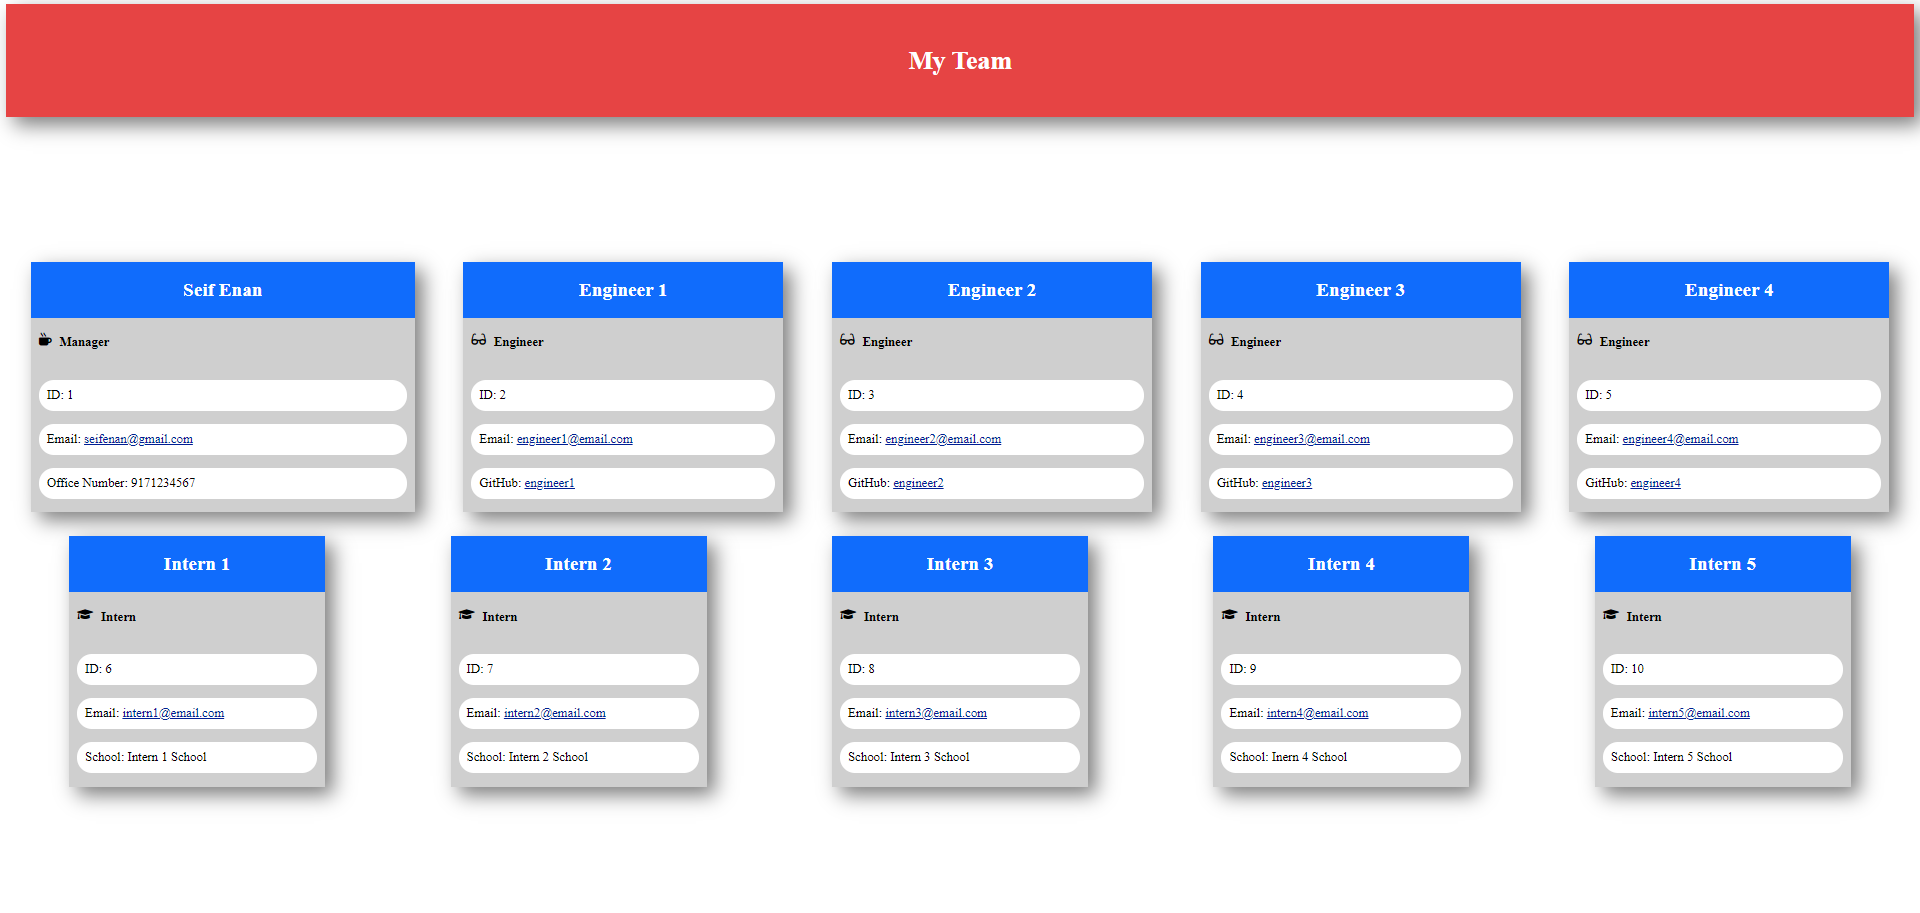 My Team
Seif Enan
Manager
ID: 1
Email: seifenan@gmail.com
Office Number: 9171234567
Engineer 1
Engineer
ID: 2
Email: engineer1@email.com
GitHub: engineer1
Engineer 2
Engineer
ID: 3
Email: engineer2@email.com
GitHub: engineer2
Engineer 3
Engineer
ID: 4
Email: engineer3@email.com
GitHub: engineer3
Engineer 4
Engineer
ID: 5
Email: engineer4@email.com
GitHub: engineer4
Intern 1
Intern
ID: 6
Email: intern1@email.com
School: Intern 1 School
Intern 2
Intern
ID: 7
Email: intern2@email.com
School: Intern 2 School
Intern 3
Intern
ID: 8
Email: intern3@email.com
School: Intern 3 School
Intern 4
Intern
ID: 9
Email: intern4@email.com
School: Inern 4 School
Intern 5
Intern
ID: 10
Email: intern5@email.com
School: Intern 5 School